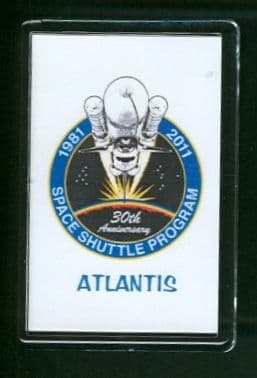 1981
2011
30th
Anniversary
SPACE SHUTTLE PROGRAM
ATLANTIS